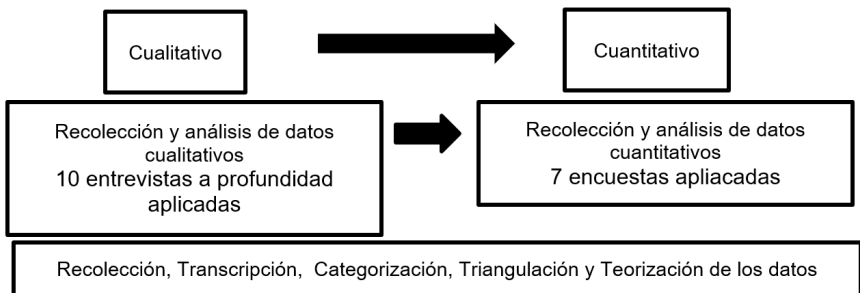 Cualitativo
Cuantitativo
Recolección y análisis de datos
cualitativos
10 entrevistas a profundidad
aplicadas
Recolección y análisis de datos
cuantitativos
7 encuestas apliacadas
Recolección, Transcripción, Categorización, Triangulación y Teorización de los datos